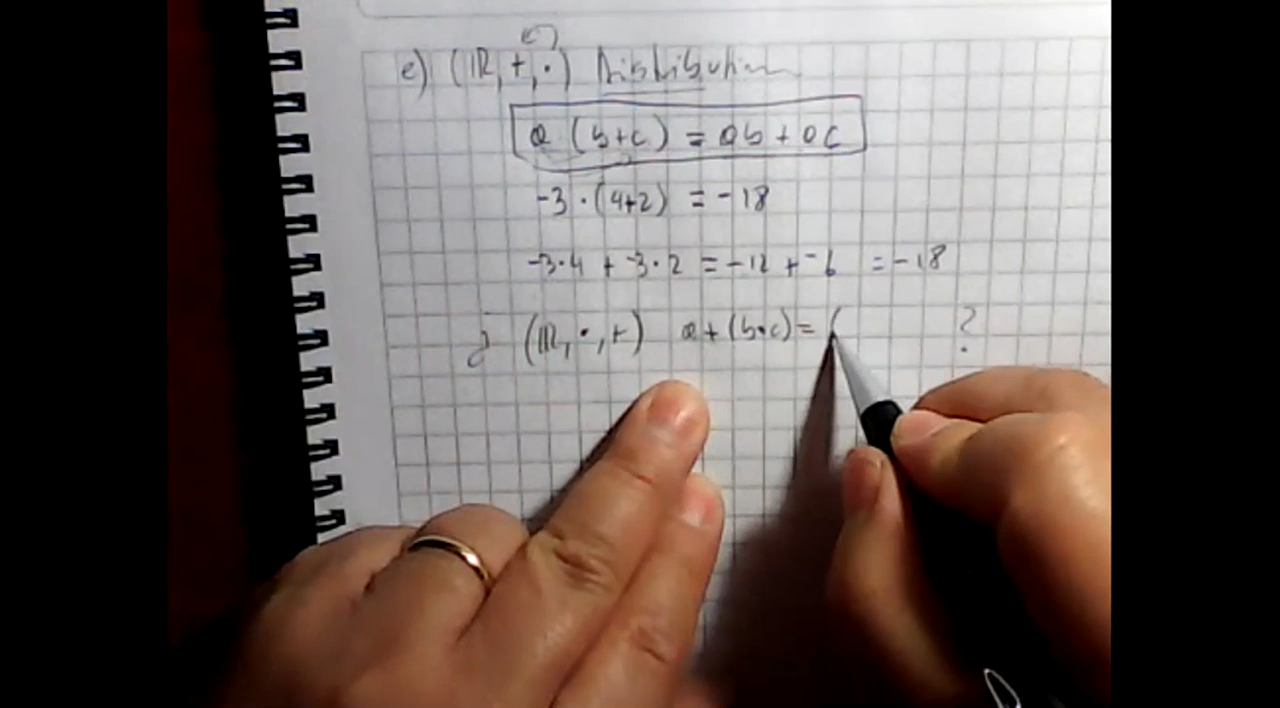 e) (ℝ, +, ·) Distributiva
a · (b+c) = ab + ac
-3 · (4+2) = -18
-3·4 + -3·2 = -12 + -6 = -18
¿ (ℝ, ·, +) a + (b·c) = ( ?